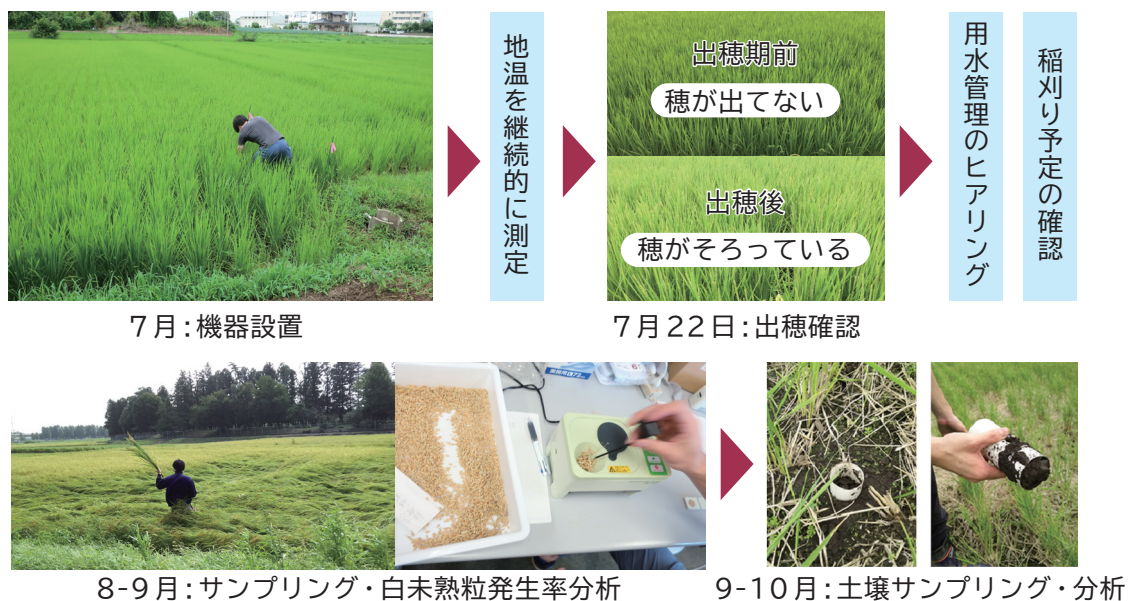 地温を継続的に測定
出穂期前
穂が出てない
出穂後
穂がそろっている
用水管理のヒアリング
稲刈り予定の確認
7月:機器設置
7月22日:出穂確認
8-9月:サンプリング・白未熟粒発生率分析
9-10月:土壌サンプリング・分析